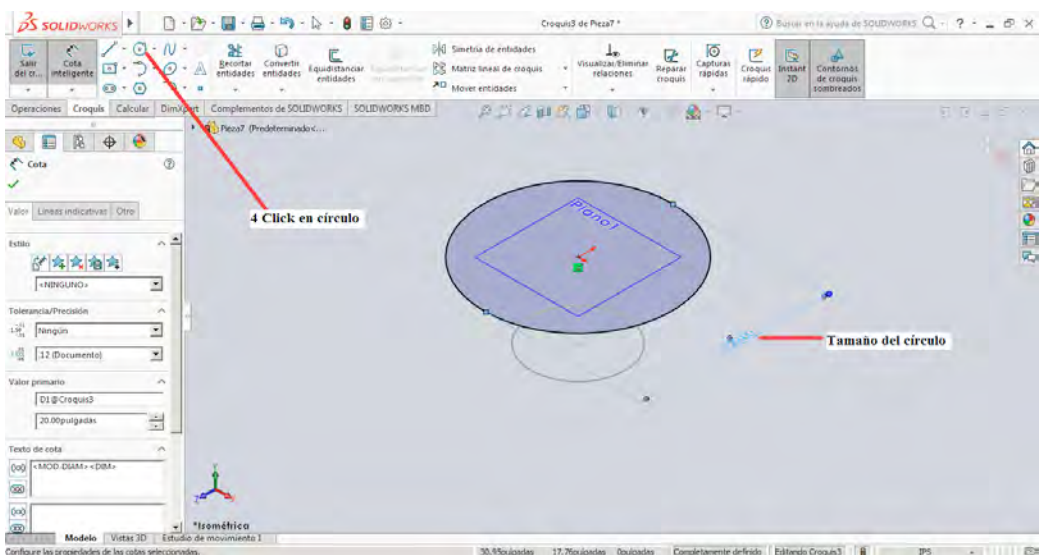 SOLIDWORKS
Croquis3 de Pieza7 *
Buscar en la ayuda de SOLIDWORKS
Salir del cr...
Cota inteligente
Recortar entidades
Convertir entidades
Equidistanciar entidades
Simetría de entidades
Matriz lineal de croquis
Mover entidades
Visualizar/Eliminar relaciones
Reparar croquis
Capturas rápidas
Croquis rápido
Instant 2D
Contornos de croquis sombreados
Operaciones Croquis Calcular DimXpert Complementos de SOLIDWORKS SOLIDWORKS MBD
Pieza7 (Predeterminado<...
Cota
Valor Líneas indicativas Otro
4 Click en círculo
Plano1
Estilo
<NINGUNO>
Tolerancia/Precisión
Ningún
.12 (Documento)
Tamaño del círculo
Valor primario
D1@Croquis3
20.00pulgadas
Texto de cota
<MOD-DIAM><DIM>
*Isométrica
Modelo Vistas 3D Estudio de movimiento 1
Configure las propiedades de las cotas seleccionadas.
30.95pulgadas 17.76pulgadas 0pulgadas Completamente definido Editando Croquis3 IPS